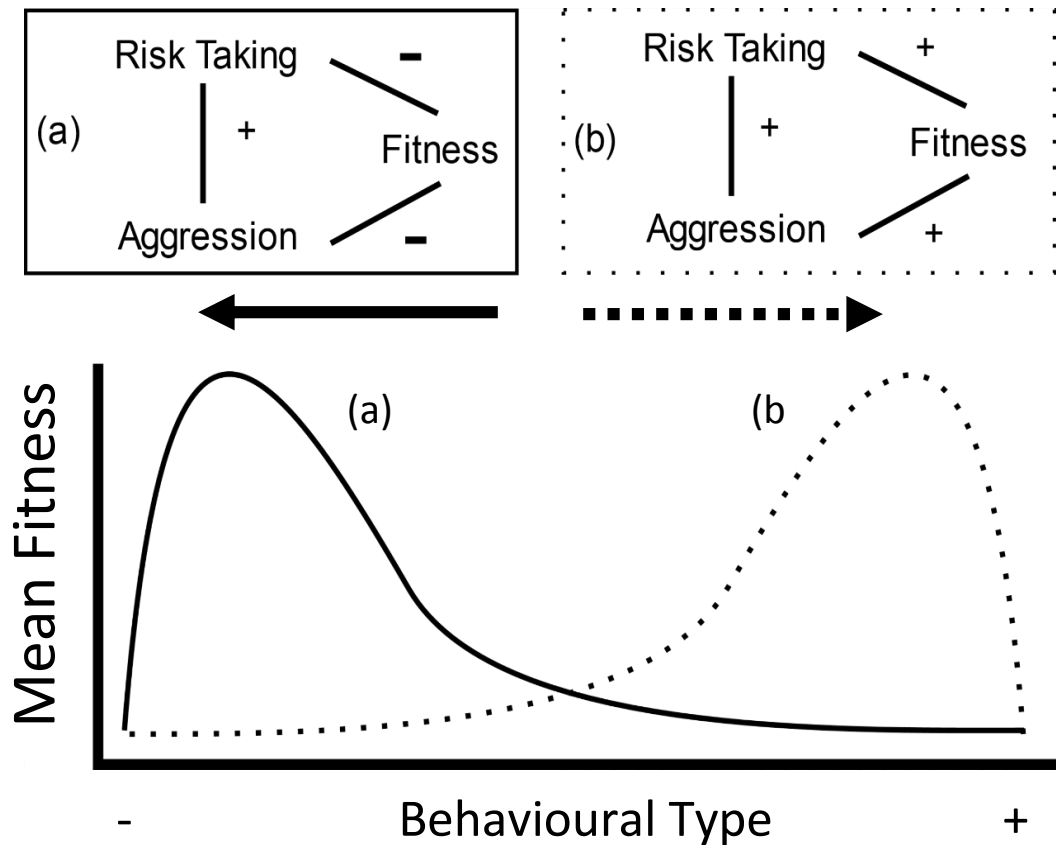 Risk Taking
-
(a)
+
Fitness
Aggression
-
Risk Taking
+
(b)
+
Fitness
Aggression
+
Mean Fitness
(a)
(b
- Behavioural Type +